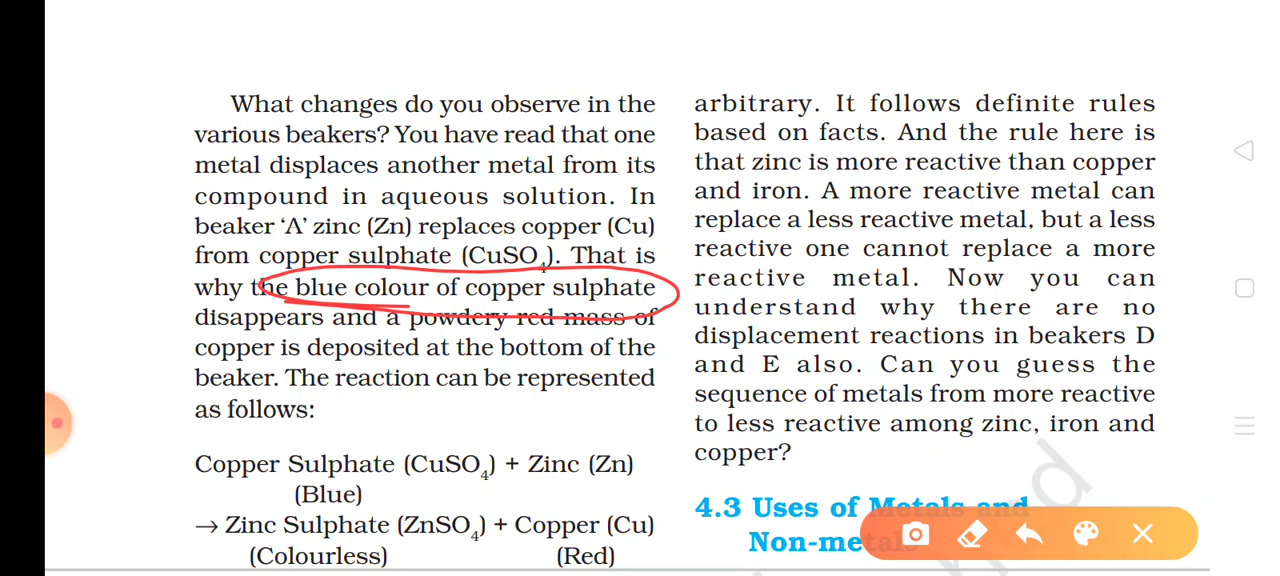 What changes do you observe in the
various beakers? You have read that one
metal displaces another metal from its
compound in aqueous solution. In
beaker ‘A’ zinc (Zn) replaces copper (Cu)
from copper sulphate (CuSO₄). That is
why the blue colour of copper sulphate
disappears and a powdery red mass of
copper is deposited at the bottom of the
beaker. The reaction can be represented
as follows:
Copper Sulphate (CuSO₄) + Zinc (Zn)
(Blue)
→ Zinc Sulphate (ZnSO₄) + Copper (Cu)
(Colourless) (Red)
arbitrary. It follows definite rules
based on facts. And the rule here is
that zinc is more reactive than copper
and iron. A more reactive metal can
replace a less reactive metal, but a less
reactive one cannot replace a more
reactive metal. Now you can
understand why there are no
displacement reactions in beakers D
and E also. Can you guess the
sequence of metals from more reactive
to less reactive among zinc, iron and
copper?
4.3 Uses of Metals and
Non-metals